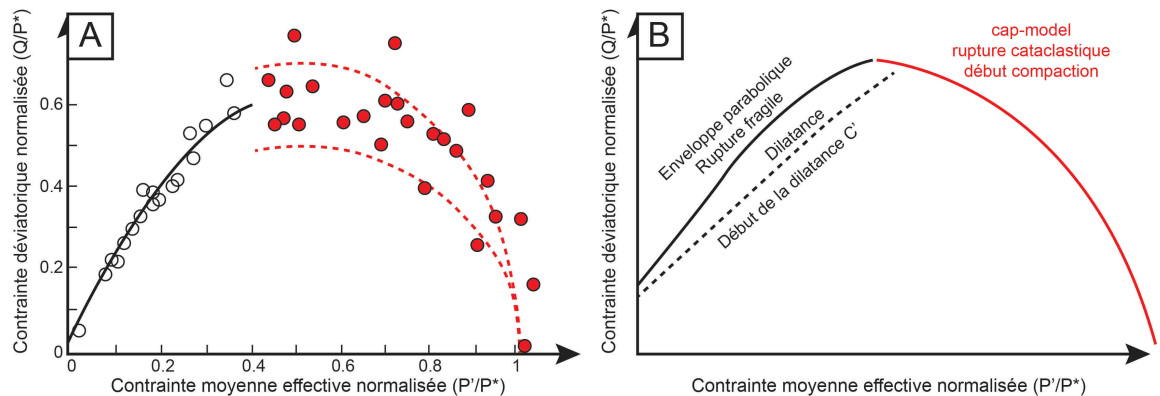 A
Contrainte déviatorique normalisée (Q/P*)
0.6
0.4
0.2
0
0
0.2
0.4
0.6
0.8
1
Contrainte moyenne effective normalisée (P'/P*)
B
Contrainte déviatorique normalisée (Q/P*)
cap-model
rupture cataclastique
début compaction
Enveloppe parabolique
Rupture fragile
Dilatance
Début de la dilatance C'
Contrainte moyenne effective normalisée (P'/P*)